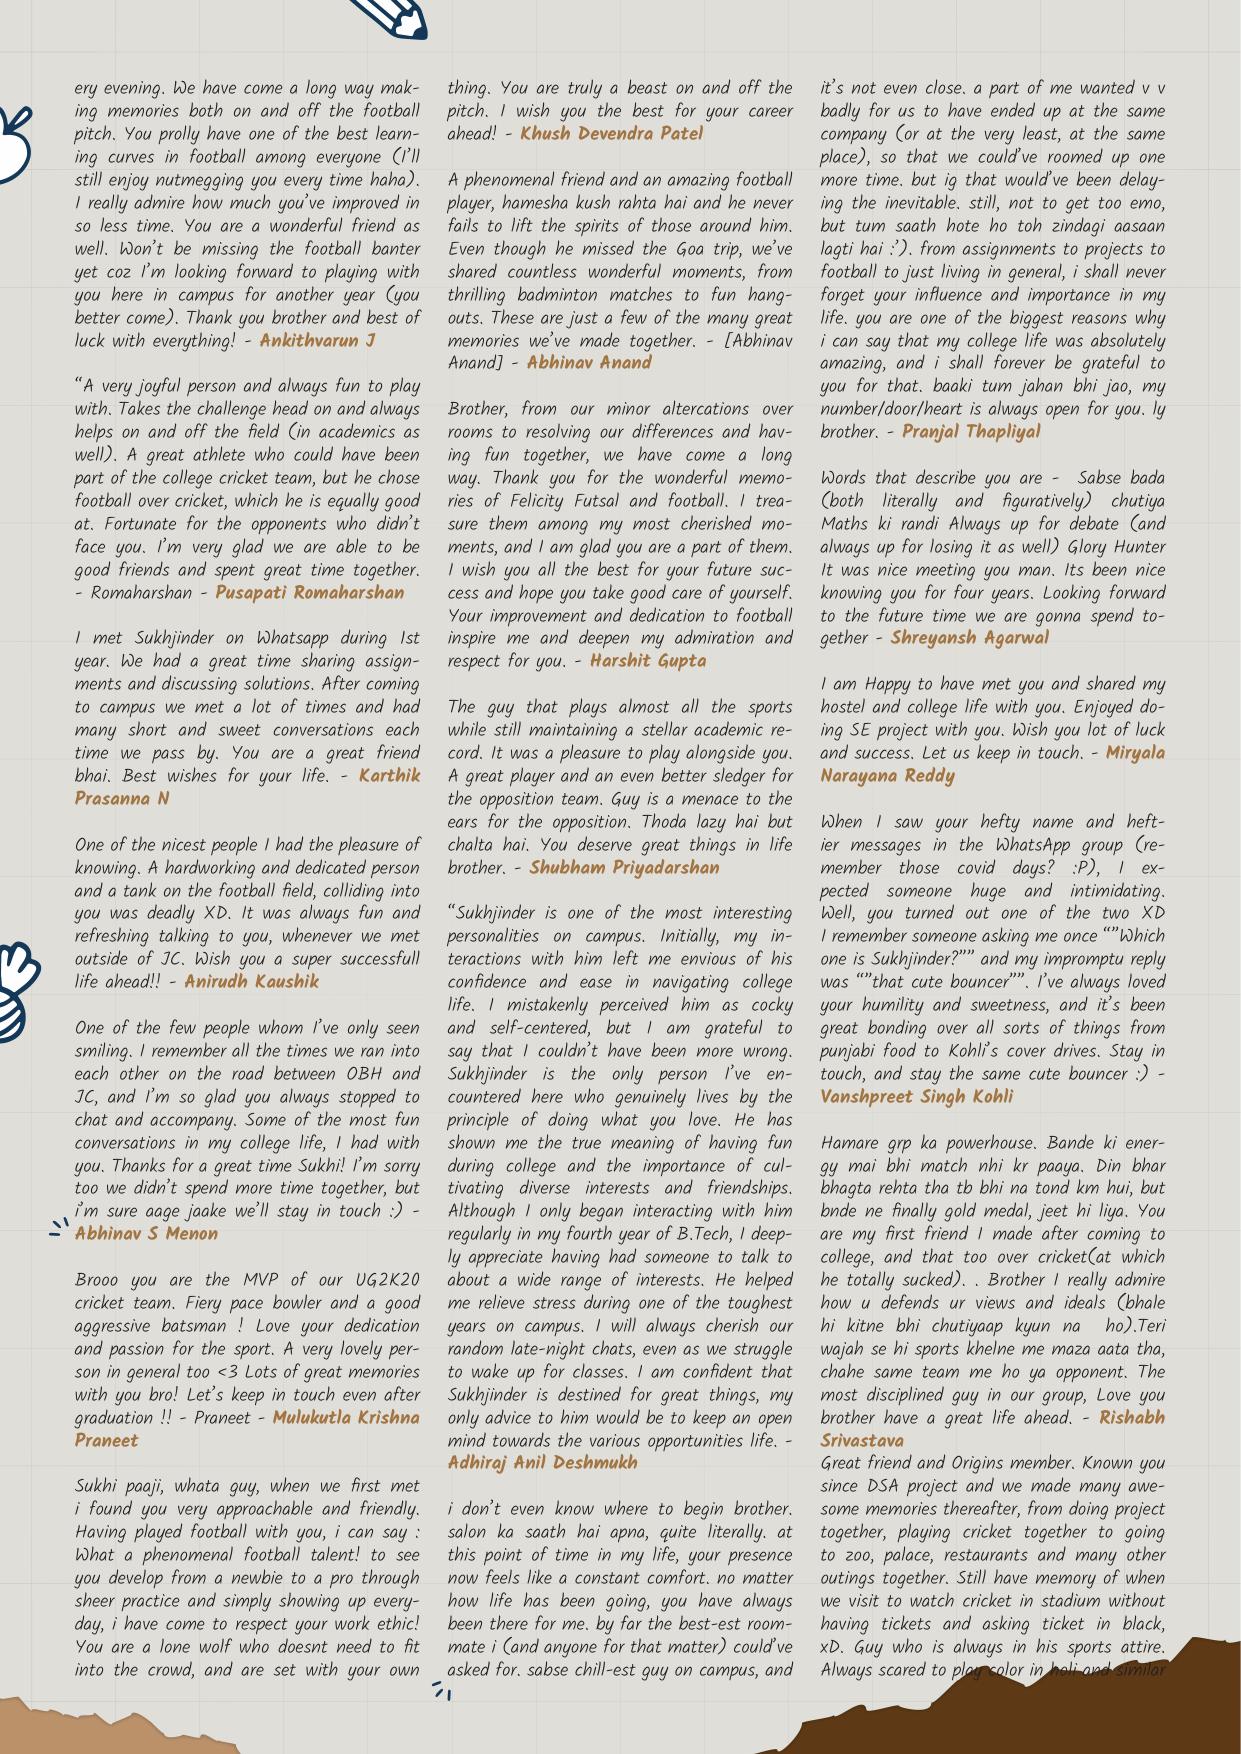 ery evening. We have come a long way mak-
ing memories both on and off the football
pitch. You prolly have one of the best learn-
ing curves in football among everyone (I'll
still enjoy nutmegging you every time haha).
I really admire how much you've improved in
so less time. You are a wonderful friend as
well. Won't be missing the football banter
yet coz I'm looking forward to playing with
you here in campus for another year (you
better come). Thank you brother and best of
luck with everything! - Ankithvarun J
“A very joyful person and always fun to play
with. Takes the challenge head on and always
helps on and off the field (in academics as
well). A great athlete who could have been
part of the college cricket team, but he chose
football over cricket, which he is equally good
at. Fortunate for the opponents who didn't
face you. I'm very glad we are able to be
good friends and spent great time together.
- Romaharshan - Pusapati Romaharshan
I met Sukhjinder on Whatsapp during 1st
year. We had a great time sharing assign-
ments and discussing solutions. After coming
to campus we met a lot of times and had
many short and sweet conversations each
time we pass by. You are a great friend
bhai. Best wishes for your life. - Karthik
Prasanna N
One of the nicest people I had the pleasure of
knowing. A hardworking and dedicated person
and a tank on the football field, colliding into
you was deadly XD. It was always fun and
refreshing talking to you, whenever we met
outside of JC. Wish you a super successfull
life ahead!! - Anirudh Kaushik
One of the few people whom I've only seen
smiling. I remember all the times we ran into
each other on the road between OBH and
JC, and I'm so glad you always stopped to
chat and accompany. Some of the most fun
conversations in my college life, I had with
you. Thanks for a great time Sukhi! I'm sorry
too we didn't spend more time together, but
i'm sure aage jaake we'll stay in touch :) -
Abhinav S Menon
Brooo you are the MVP of our UG2K20
cricket team. Fiery pace bowler and a good
aggressive batsman ! Love your dedication
and passion for the sport. A very lovely per-
son in general too <3 Lots of great memories
with you bro! Let's keep in touch even after
graduation !! - Praneet - Mulukutla Krishna
Praneet
Sukhi paaji, whata guy, when we first met
i found you very approachable and friendly.
Having played football with you, i can say :
What a phenomenal football talent! to see
you develop from a newbie to a pro through
sheer practice and simply showing up every-
day, i have come to respect your work ethic!
You are a lone wolf who doesnt need to fit
into the crowd, and are set with your own
thing. You are truly a beast on and off the
pitch. I wish you the best for your career
ahead! - Khush Devendra Patel
A phenomenal friend and an amazing football
player, hamesha kush rahta hai and he never
fails to lift the spirits of those around him.
Even though he missed the Goa trip, we've
shared countless wonderful moments, from
thrilling badminton matches to fun hang-
outs. These are just a few of the many great
memories we've made together. - [Abhinav
Anand] - Abhinav Anand
Brother, from our minor altercations over
rooms to resolving our differences and hav-
ing fun together, we have come a long
way. Thank you for the wonderful memo-
ries of Felicity Futsal and football. I trea-
sure them among my most cherished mo-
ments, and I am glad you are a part of them.
I wish you all the best for your future suc-
cess and hope you take good care of yourself.
Your improvement and dedication to football
inspire me and deepen my admiration and
respect for you. - Harshit Gupta
The guy that plays almost all the sports
while still maintaining a stellar academic re-
cord. It was a pleasure to play alongside you.
A great player and an even better sledger for
the opposition team. Guy is a menace to the
ears for the opposition. Thoda lazy hai but
chalta hai. You deserve great things in life
brother. - Shubham Priyadarshan
“Sukhjinder is one of the most interesting
personalities on campus. Initially, my in-
teractions with him left me envious of his
confidence and ease in navigating college
life. I mistakenly perceived him as cocky
and self-centered, but I am grateful to
say that I couldn't have been more wrong.
Sukhjinder is the only person I've en-
countered here who genuinely lives by the
principle of doing what you love. He has
shown me the true meaning of having fun
during college and the importance of cul-
tivating diverse interests and friendships.
Although I only began interacting with him
regularly in my fourth year of B.Tech, I deep-
ly appreciate having had someone to talk to
about a wide range of interests. He helped
me relieve stress during one of the toughest
years on campus. I will always cherish our
random late-night chats, even as we struggle
to wake up for classes. I am confident that
Sukhjinder is destined for great things, my
only advice to him would be to keep an open
mind towards the various opportunities life. -
Adhiraj Anil Deshmukh
i don't even know where to begin brother.
salon ka saath hai apna, quite literally. at
this point of time in my life, your presence
now feels like a constant comfort. no matter
how life has been going, you have always
been there for me. by far the best-est room-
mate i (and anyone for that matter) could've
asked for. sabse chill-est guy on campus, and
it's not even close. a part of me wanted v v
badly for us to have ended up at the same
company (or at the very least, at the same
place), so that we could've roomed up one
more time. but ig that would've been delay-
ing the inevitable. still, not to get too emo,
but tum saath hote ho toh zindagi aasaan
lagti hai :'). from assignments to projects to
football to just living in general, i shall never
forget your influence and importance in my
life. you are one of the biggest reasons why
i can say that my college life was absolutely
amazing, and i shall forever be grateful to
you for that. baaki tum jahan bhi jao, my
number/door/heart is always open for you. ly
brother. - Pranjal Thapliyal
Words that describe you are - Sabse bada
(both literally and figuratively) chutiya
Maths ki randi Always up for debate (and
always up for losing it as well) Glory Hunter
It was nice meeting you man. Its been nice
knowing you for four years. Looking forward
to the future time we are gonna spend to-
gether - Shreyansh Agarwal
I am Happy to have met you and shared my
hostel and college life with you. Enjoyed do-
ing SE project with you. Wish you lot of luck
and success. Let us keep in touch. - Miryala
Narayana Reddy
When I saw your hefty name and heft-
ier messages in the WhatsApp group (re-
member those covid days? :P), I ex-
pected someone huge and intimidating.
Well, you turned out one of the two XD
I remember someone asking me once “”Which
one is Sukhjinder?”” and my impromptu reply
was “”that cute bouncer””. I've always loved
your humility and sweetness, and it's been
great bonding over all sorts of things from
punjabi food to Kohli's cover drives. Stay in
touch, and stay the same cute bouncer :) -
Vanshpreet Singh Kohli
Hamare grp ka powerhouse. Bande ki ener-
gy mai bhi match nhi kr paaya. Din bhar
bhagta rehta tha tb bhi na tond km hui, but
bnde ne finally gold medal, jeet hi liya. You
are my first friend I made after coming to
college, and that too over cricket(at which
he totally sucked). . Brother I really admire
how u defends ur views and ideals (bhale
hi kitne bhi chutiyaap kyun na ho).Teri
wajah se hi sports khelne me maza aata tha,
chahe same team me ho ya opponent. The
most disciplined guy in our group, Love you
brother have a great life ahead. - Rishabh
Srivastava
Great friend and Origins member. Known you
since DSA project and we made many awe-
some memories thereafter, from doing project
together, playing cricket together to going
to zoo, palace, restaurants and many other
outings together. Still have memory of when
we visit to watch cricket in stadium without
having tickets and asking ticket in black,
xD. Guy who is always in his sports attire.
Always scared to play color in holi and similar